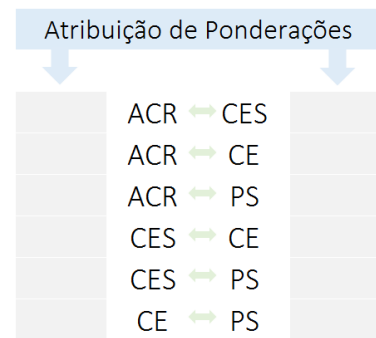 Atribuição de Ponderações
ACR CES
ACR CE
ACR PS
CES CE
CES PS
CE PS